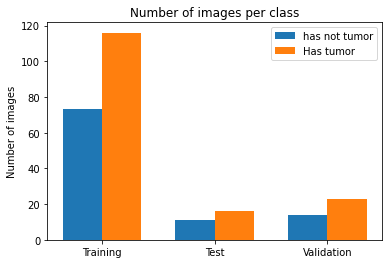 Number of images per class
has not tumor
Has tumor
120
100
80
60
40
20
0
Number of images
Training
Test
Validation